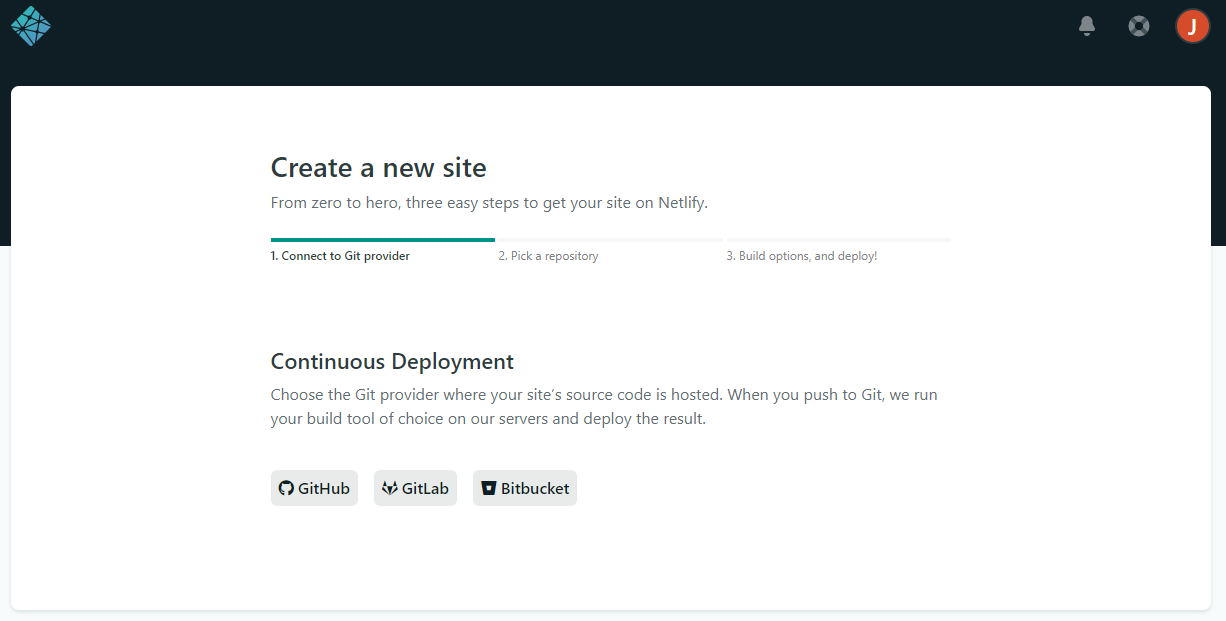 J
Create a new site
From zero to hero, three easy steps to get your site on Netlify.
1. Connect to Git provider
2. Pick a repository
3. Build options, and deploy!
Continuous Deployment
Choose the Git provider where your site's source code is hosted. When you push to Git, we run
your build tool of choice on our servers and deploy the result.
GitHub
GitLab
Bitbucket